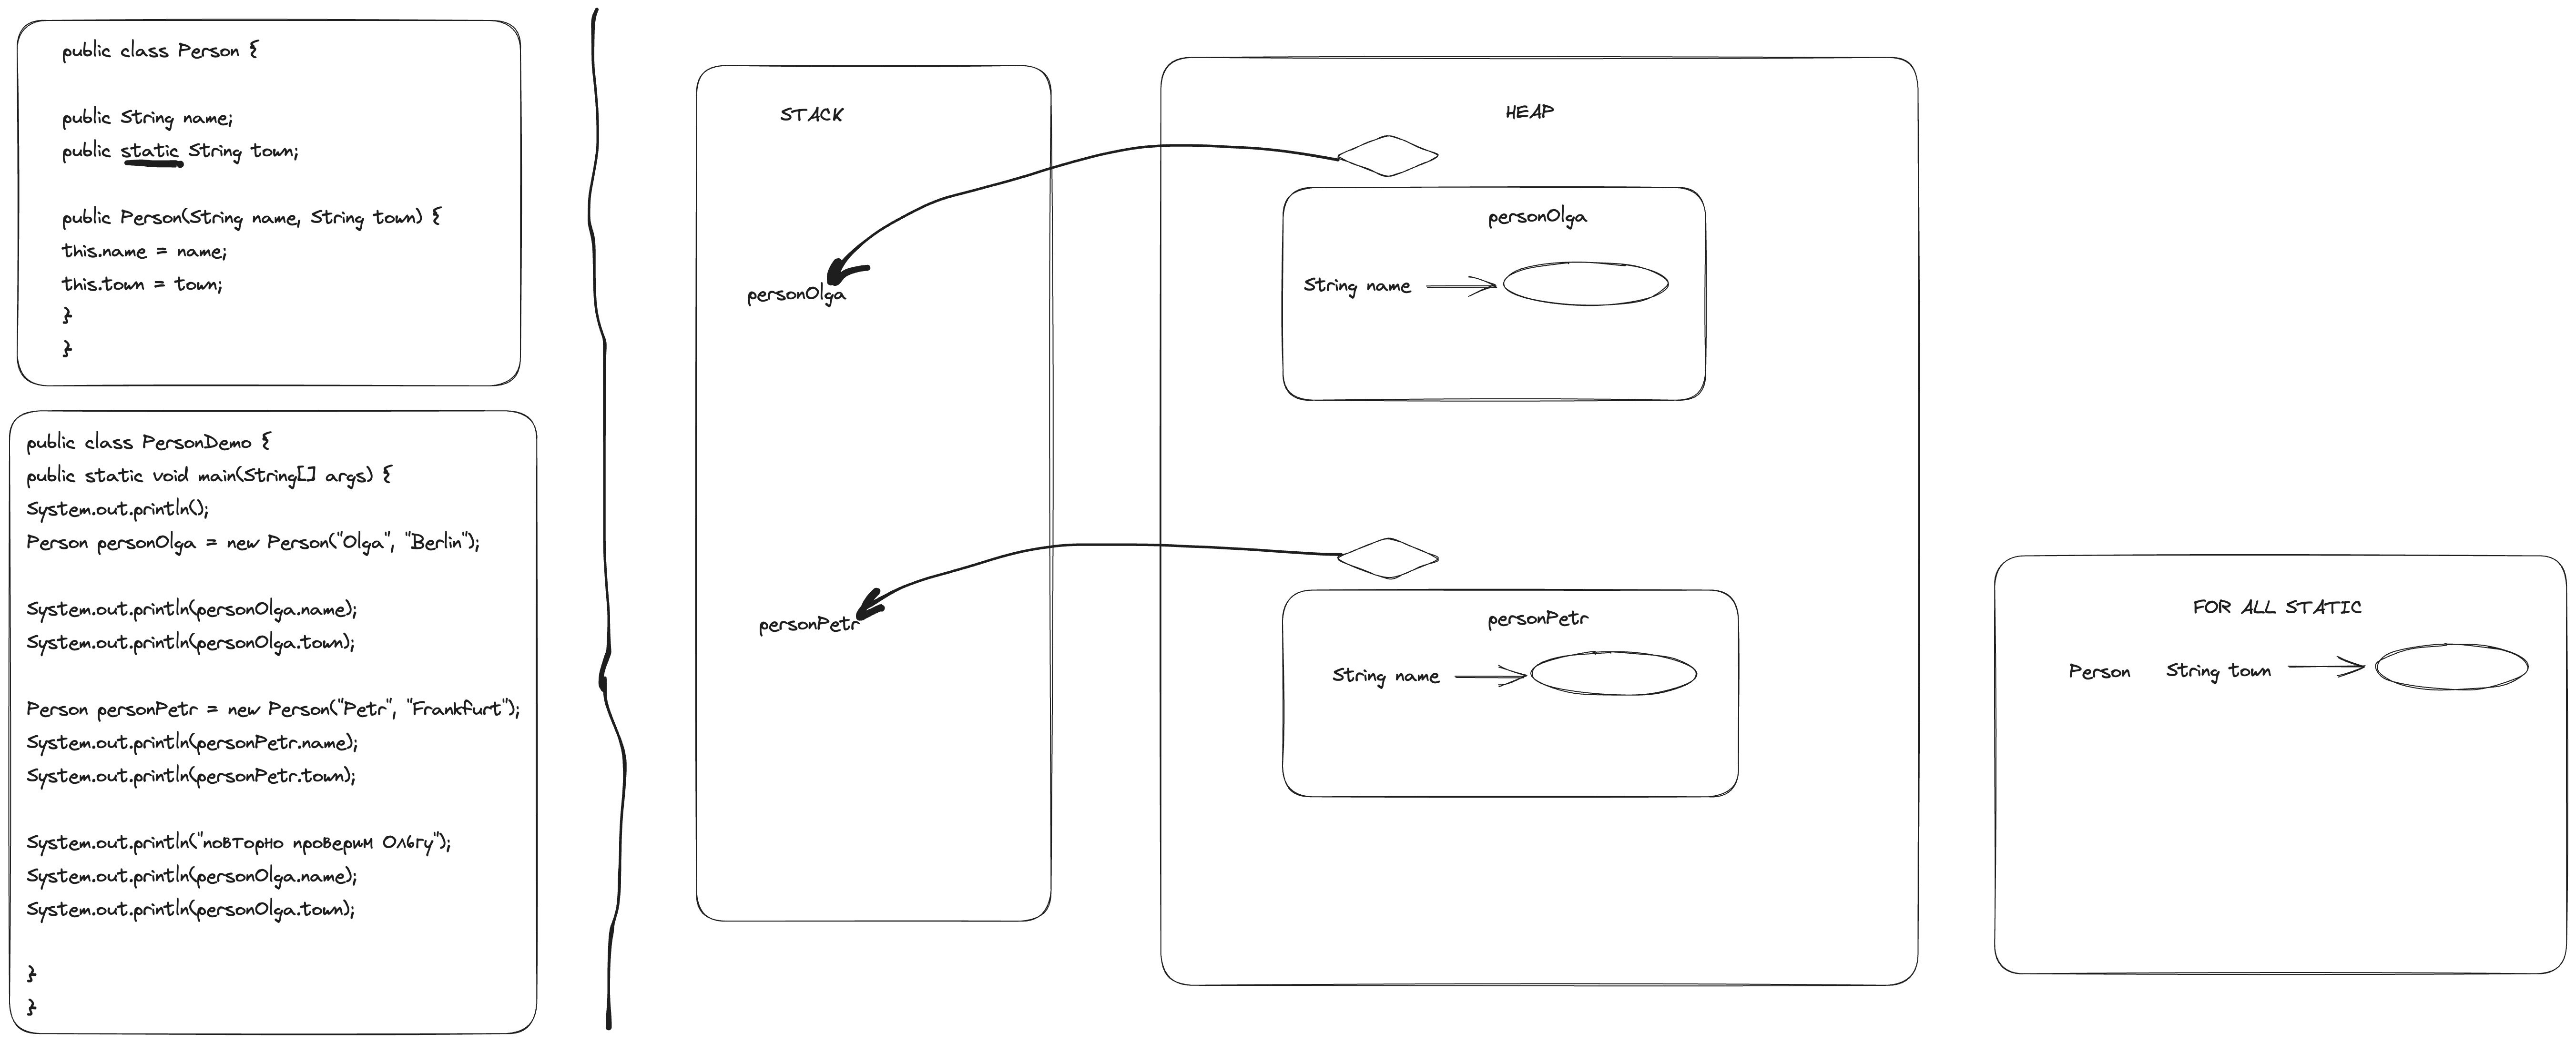 public class Person {
public String name;
public static String town;
public Person(String name, String town) {
this.name = name;
this.town = town;
}
}
public class PersonDemo {
public static void main(String[] args) {
System.out.println();
Person personOlga = new Person("Olga", "Berlin");
System.out.println(personOlga.name);
System.out.println(personOlga.town);
Person personPetr = new Person("Petr", "Frankfurt");
System.out.println(personPetr.name);
System.out.println(personPetr.town);
System.out.println("повторно проверим Ольгу");
System.out.println(personOlga.name);
System.out.println(personOlga.town);
}
}
STACK
personOlga
personPetr
HEAP
personOlga
String name
personPetr
String name
FOR ALL STATIC
Person String town